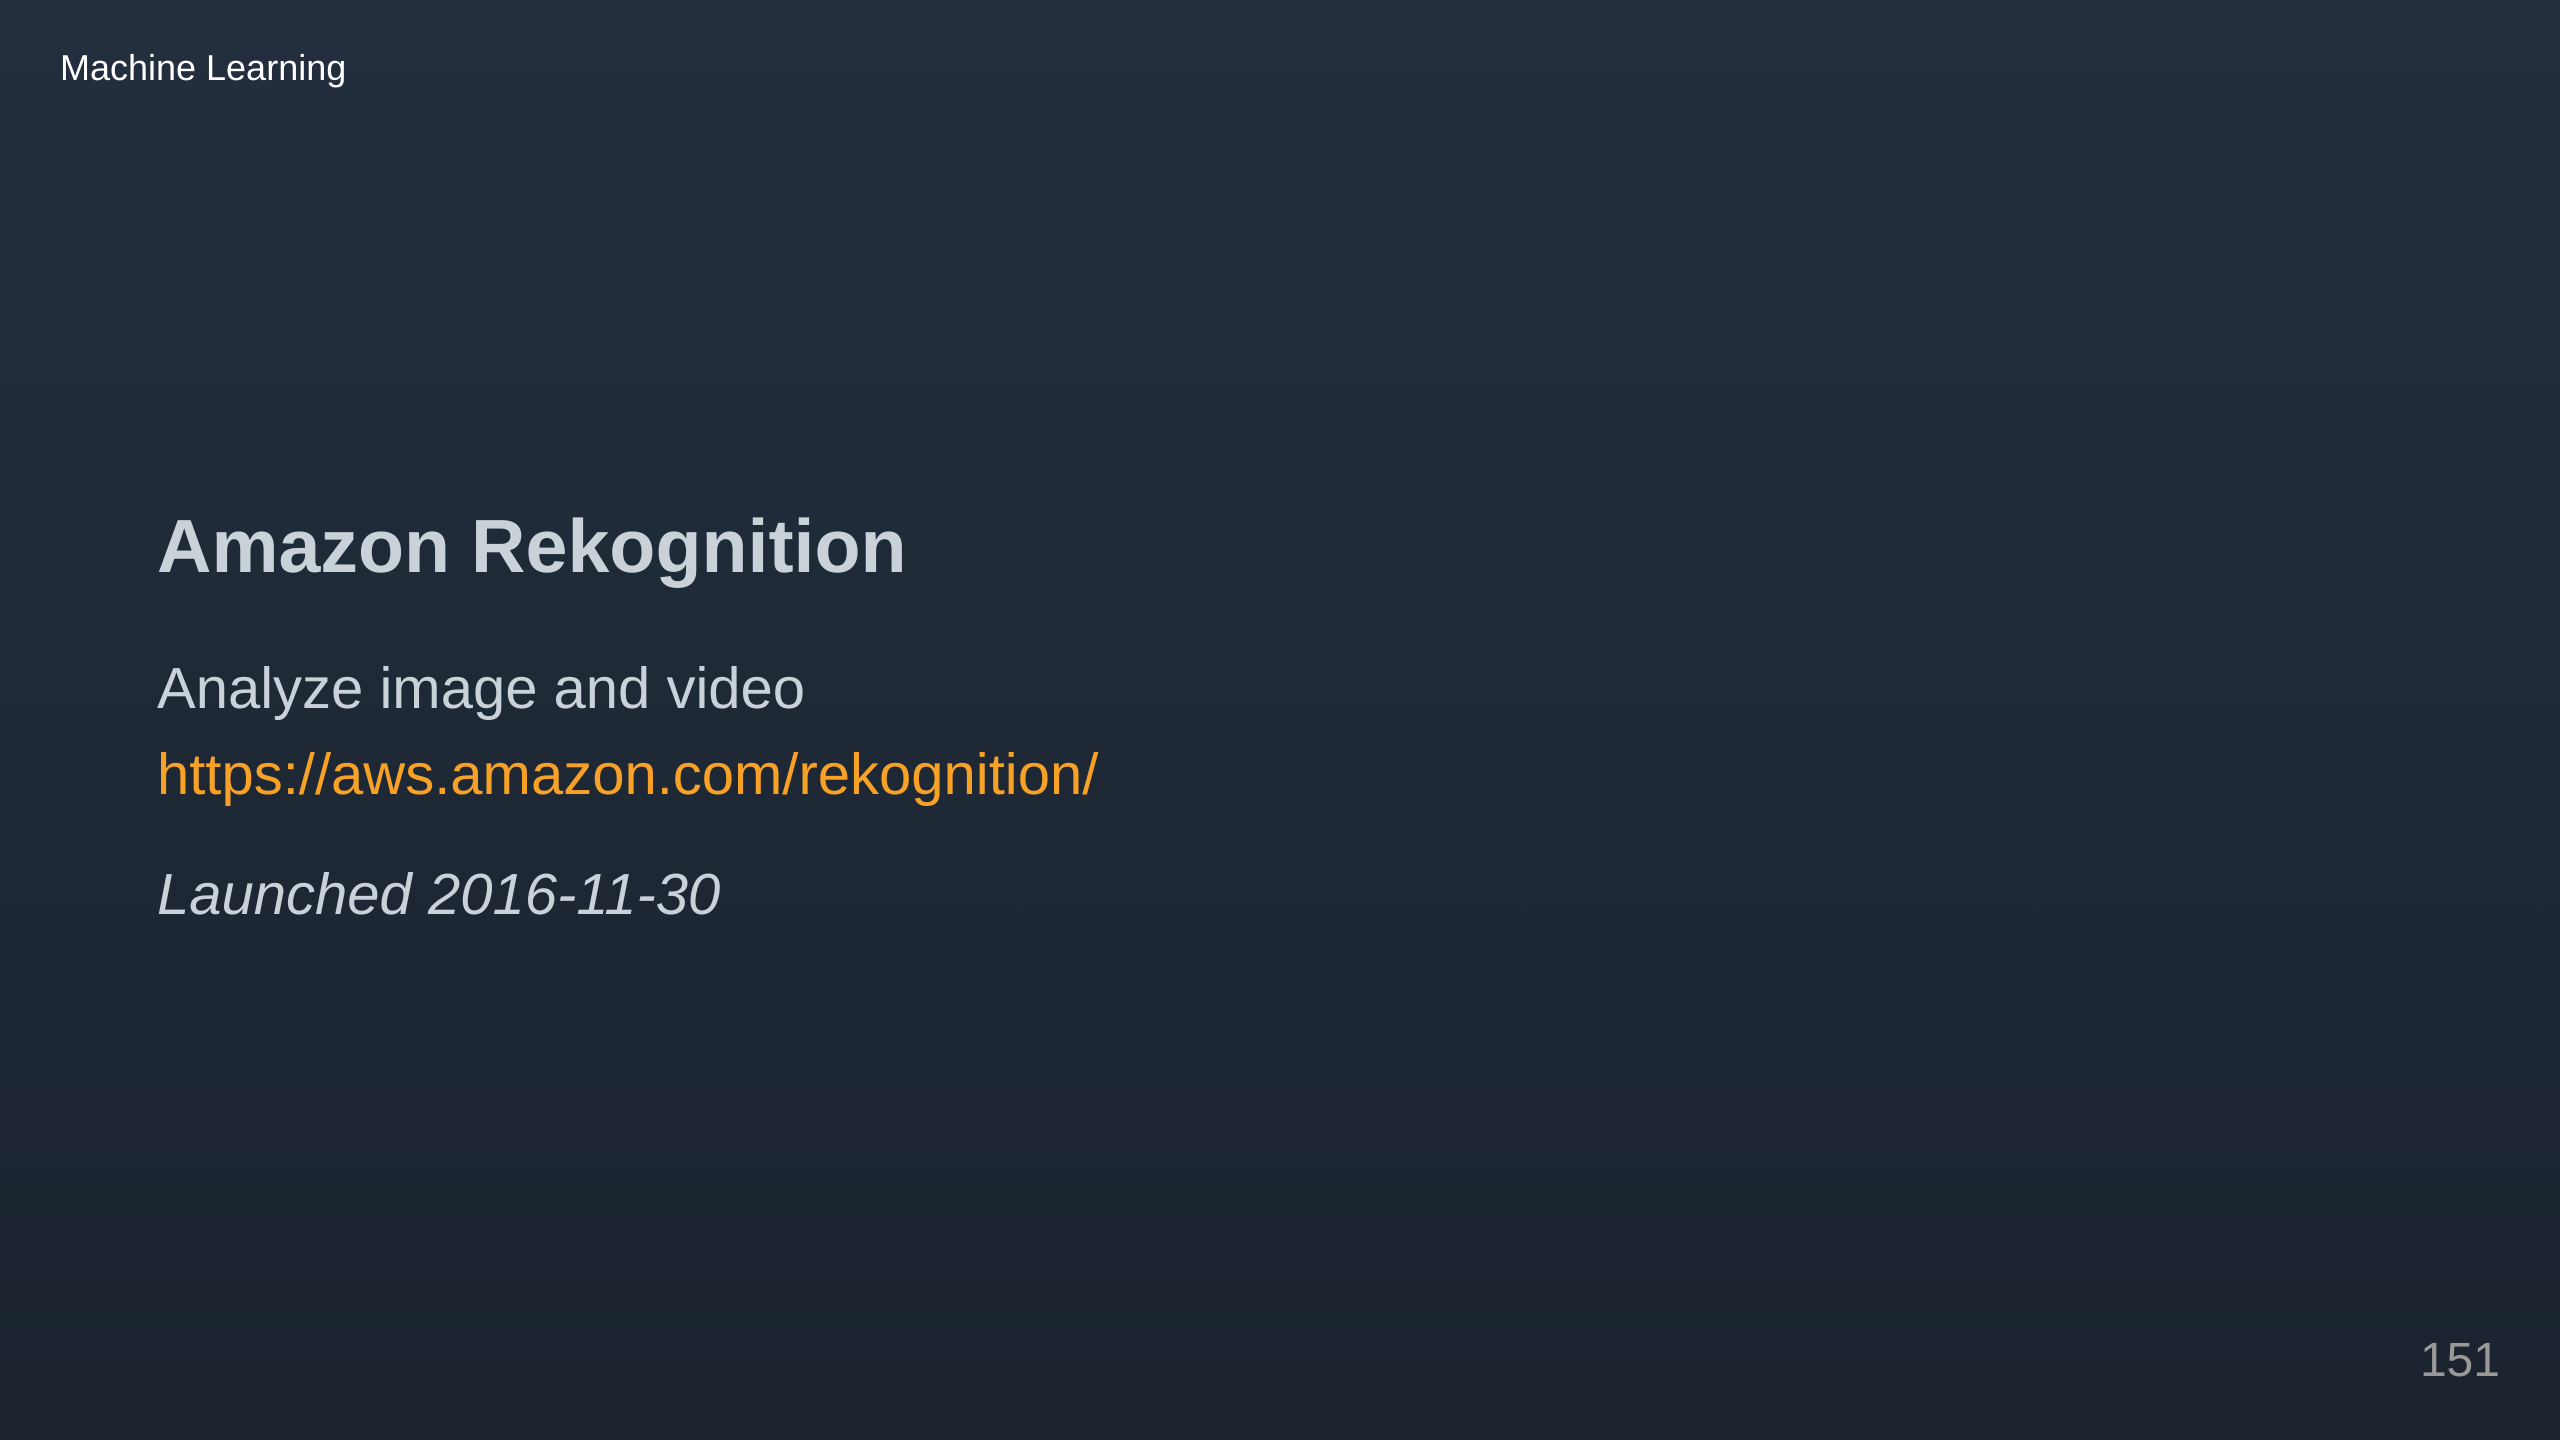 Machine Learning
Amazon Rekognition
Analyze image and video
https://aws.amazon.com/rekognition/
Launched 2016-11-30
151